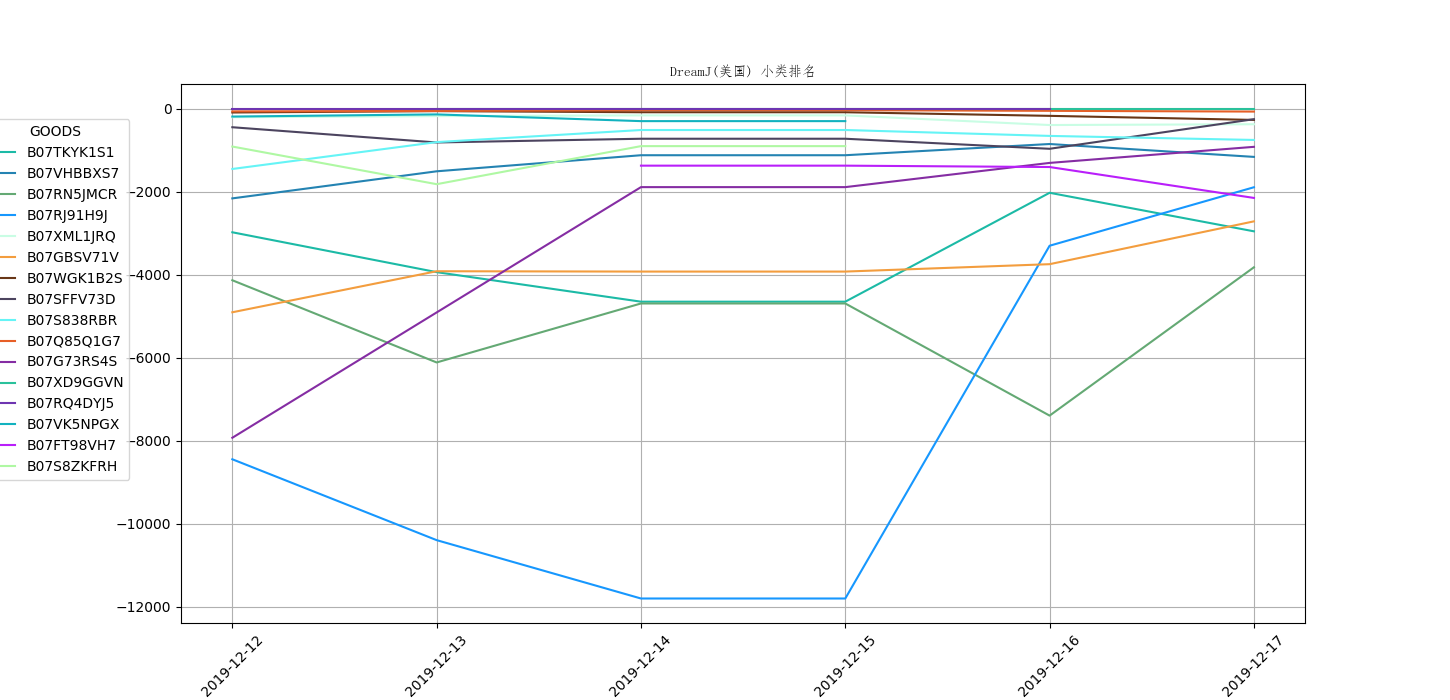 DreamJ(美国) 小类排名
GOODS
B07TKYK1S1
B07VHBBXS7
B07RN5JMCR
B07RJ91H9J
B07XML1JRQ
B07GBSV71V
B07WGK1B2S
B07SFFV73D
B07S838RBR
B07Q85Q1G7
B07G73RS4S
B07XD9GGVN
B07RQ4DYJ5
B07VK5NPGX
B07FT98VH7
B07S8ZKFRH
0
−2000
−4000
−6000
−8000
−10000
−12000
2019-12-12
2019-12-13
2019-12-14
2019-12-15
2019-12-16
2019-12-17